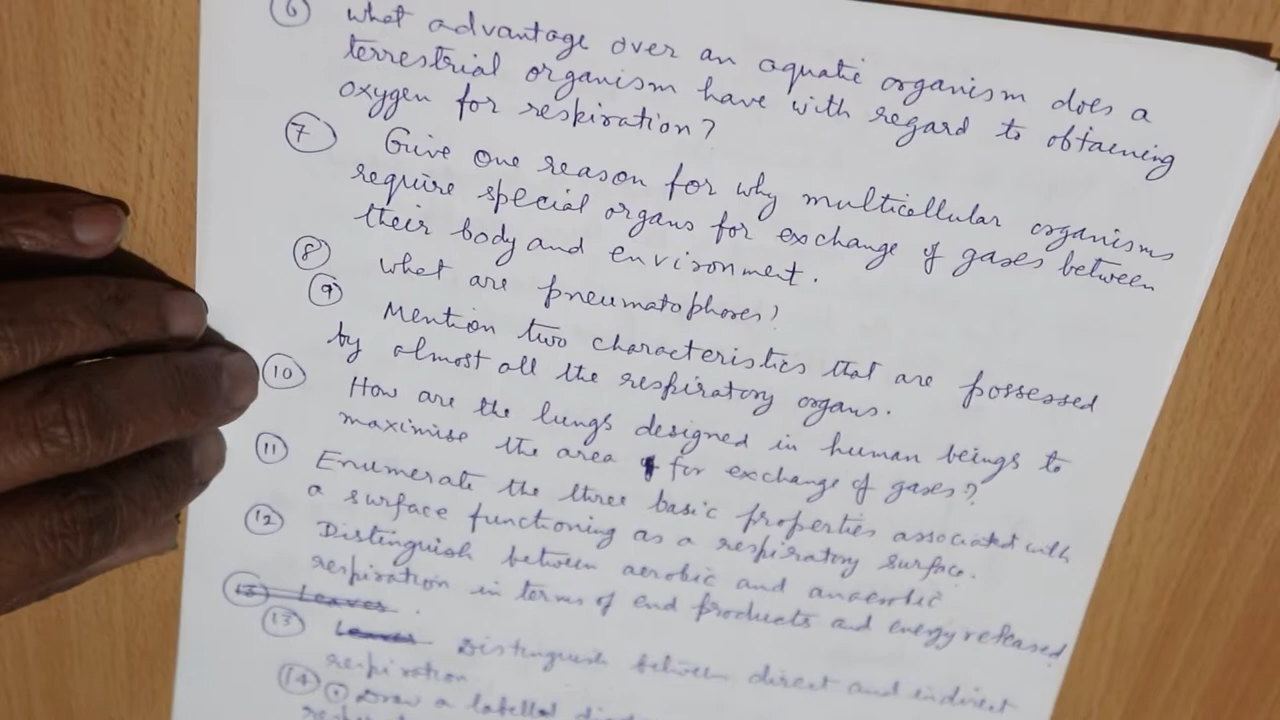 6 what advantage over an aquatic organism does a
terrestrial organism have with regard to obtaening
oxygen for respiration?
7 Give one reason for why multicellular organisms
require special organs for exchange of gases between
their body and environment.
8 what are pneumatophores?
9 Mention two characteristics that are possessed
by almost all the respiratory organs.
10 How are the lungs designed in human beings to
maximise the area for exchange of gases?
11 Enumerate the three basic properties associated with
a surface functioning as a respiratory surface.
12 Distinguish between aerobic and anaerobic
respiration in terms of end products and energy released
13 Leaves
13 Leaves Distinguish between direct and indirect
respiration
14 Draw a labelled